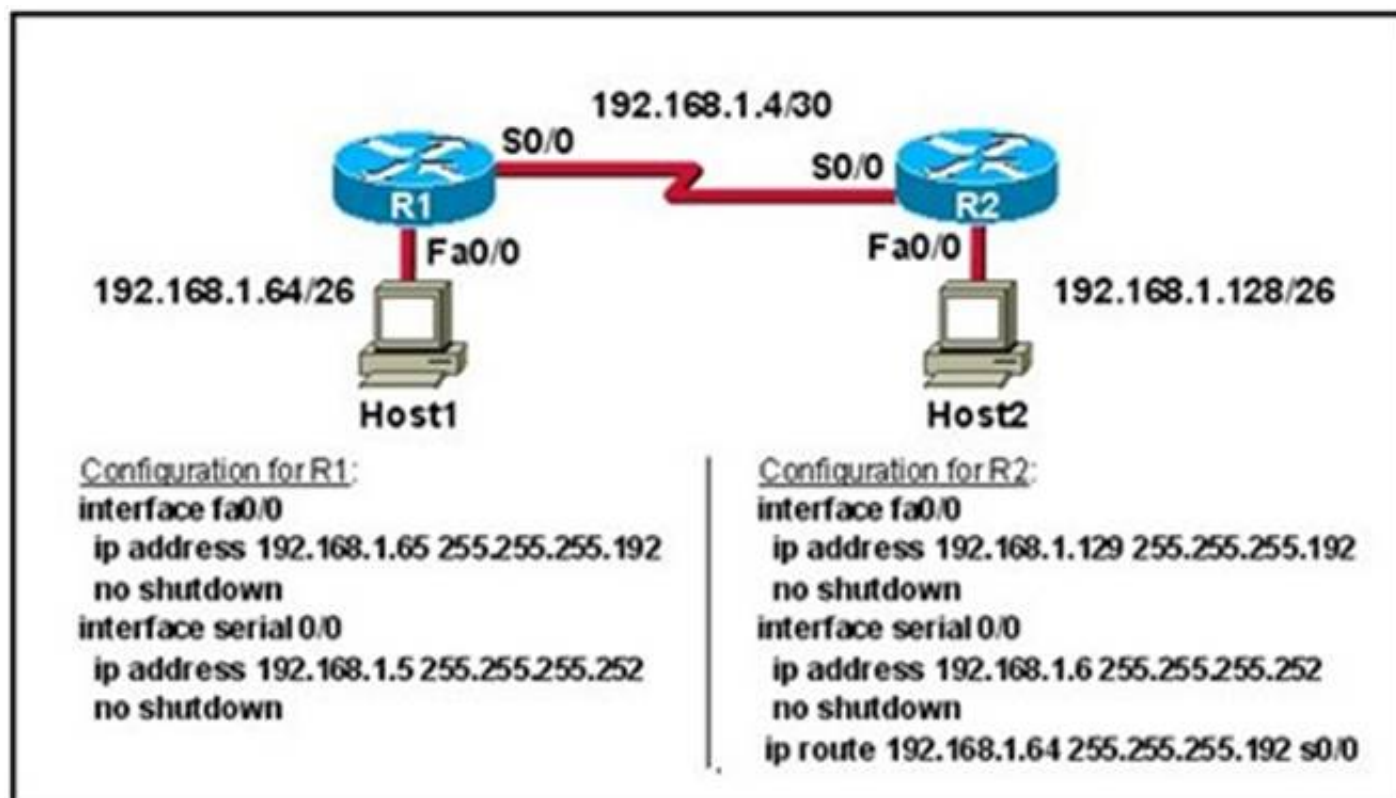 192.168.1.4/30
S0/0
S0/0
R1
R2
Fa0/0
Fa0/0
192.168.1.64/26
192.168.1.128/26
Host1
Host2
Configuration for R1:
interface fa0/0
ip address 192.168.1.65 255.255.255.192
no shutdown
interface serial 0/0
ip address 192.168.1.5 255.255.255.252
no shutdown
Configuration for R2:
interface fa0/0
ip address 192.168.1.129 255.255.255.192
no shutdown
interface serial 0/0
ip address 192.168.1.6 255.255.255.252
no shutdown
ip route 192.168.1.64 255.255.255.192 s0/0